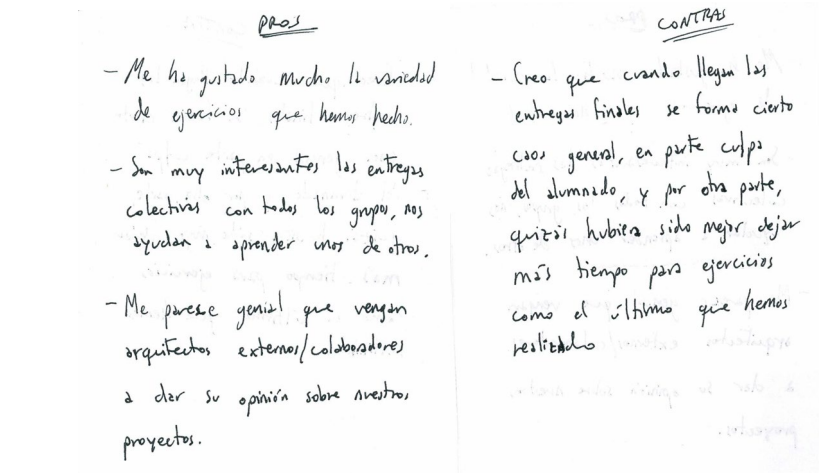 PROS
- Me ha gustado mucho la variedad
de ejercicios que hemos hecho.
- Son muy interesantes las entregas
colectivas con todos los grupos, nos
ayudan a aprender unos de otros.
- Me parece genial que vengan
arquitectos externos/colaboradores
a dar su opinión sobre nuestros
proyectos.
CONTRAS
- Creo que cuando llegan las
entregas finales se forma cierto
caos general, en parte culpa
del alumnado, y por otra parte,
quizás hubiera sido mejor dejar
más tiempo para ejercicios
como el último que hemos
realizado